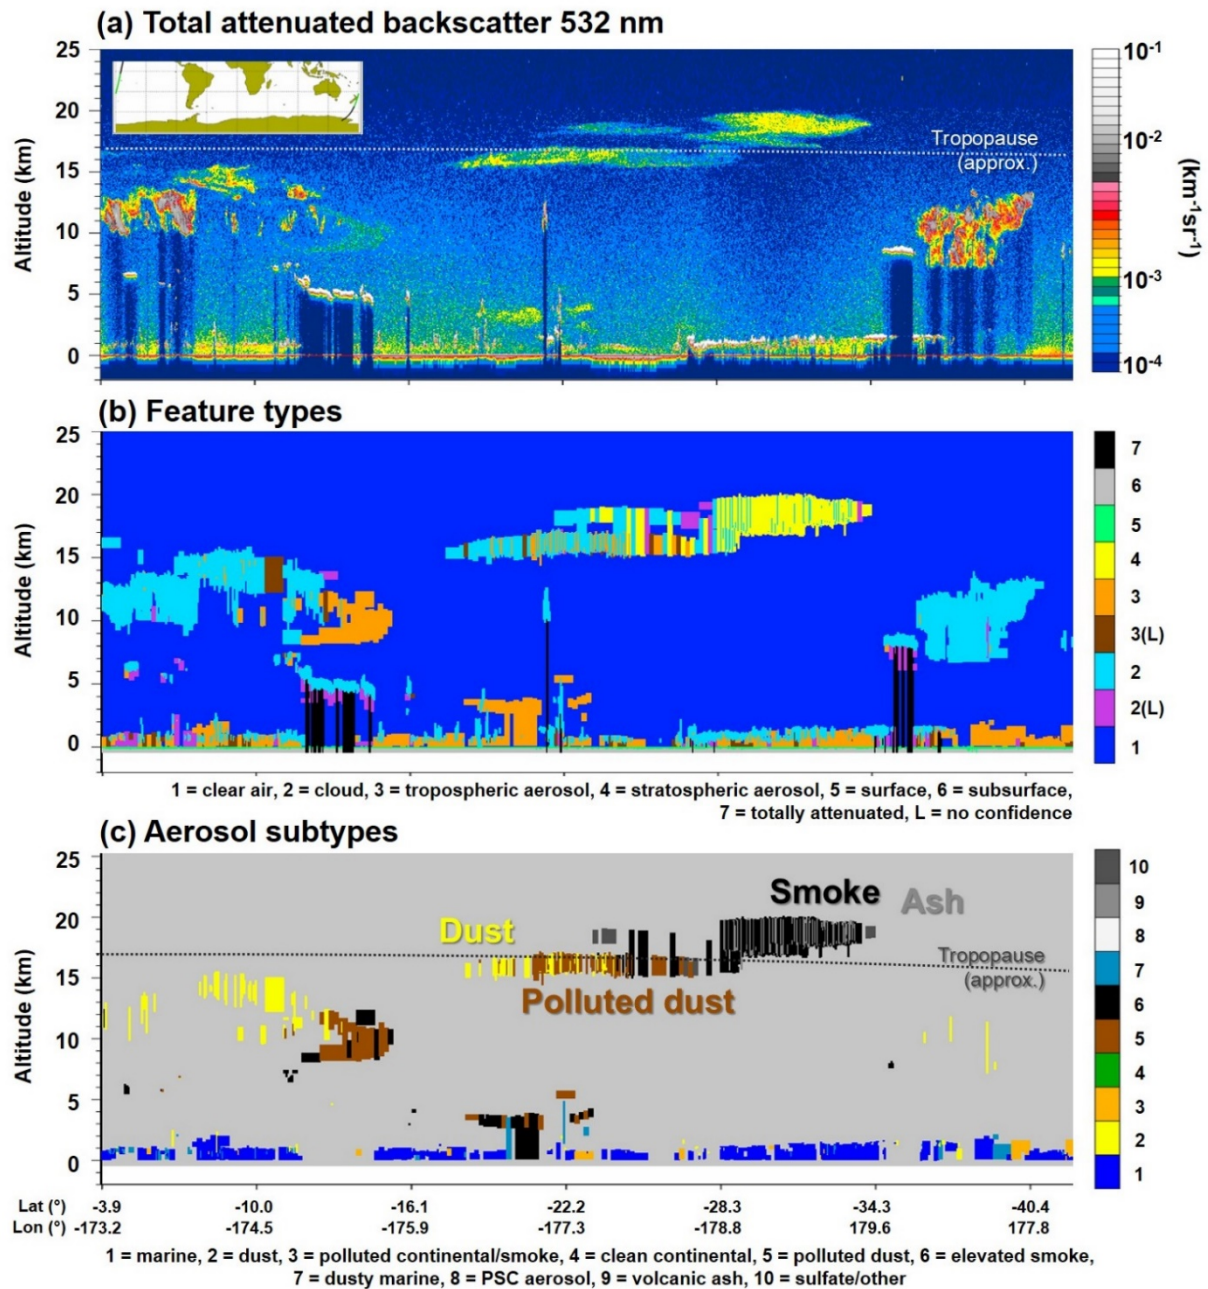 (a) Total attenuated backscatter 532 nm
25
20
15
10
5
0
Altitude (km)
Tropopause
(approx.)
10-1
10-2
10-3
10-4
(km-1sr-1)
(b) Feature types
25
20
15
10
5
0
Altitude (km)
7
6
5
4
3
3(L)
2
2(L)
1
1 = clear air, 2 = cloud, 3 = tropospheric aerosol, 4 = stratospheric aerosol, 5 = surface, 6 = subsurface,
7 = totally attenuated, L = no confidence
(c) Aerosol subtypes
25
20
15
10
5
0
Altitude (km)
Dust
Smoke
Ash
Polluted dust
Tropopause
(approx.)
10
9
8
7
6
5
4
3
2
1
Lat (°) -3.9 -10.0 -16.1 -22.2 -28.3 -34.3 -40.4
Lon (°) -173.2 -174.5 -175.9 -177.3 -178.8 179.6 177.8
1 = marine, 2 = dust, 3 = polluted continental/smoke, 4 = clean continental, 5 = polluted dust, 6 = elevated smoke,
7 = dusty marine, 8 = PSC aerosol, 9 = volcanic ash, 10 = sulfate/other